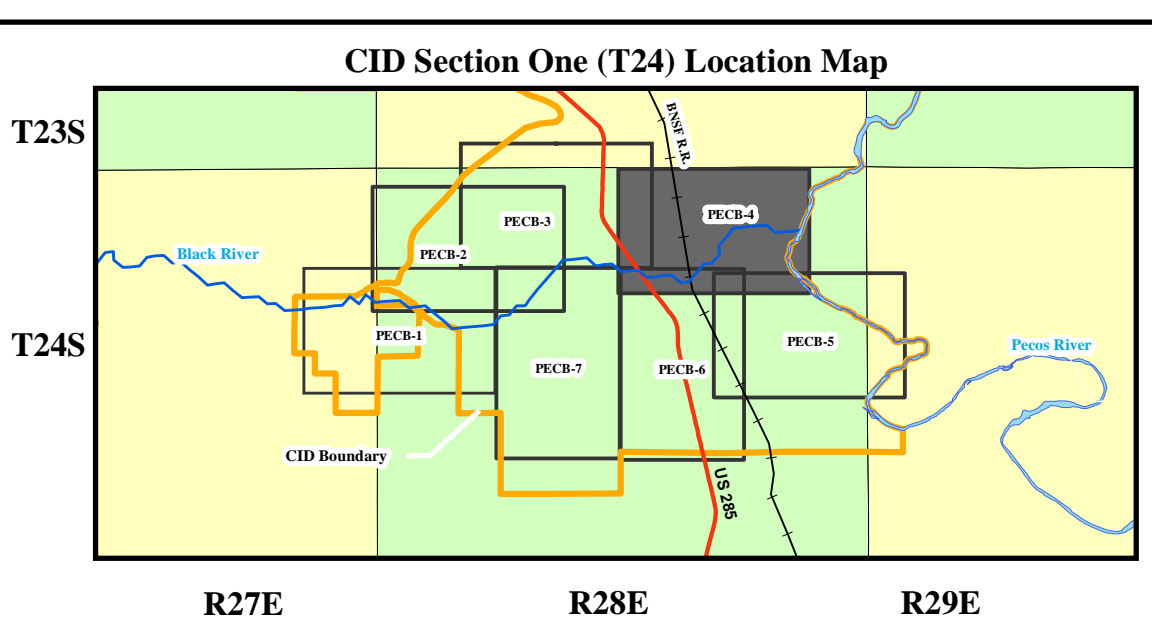 CID Section One (T24) Location Map
T23S
BNSF R.R.
PECB-4
PECB-3
PECB-2
Black River
PECB-1
PECB-5
T24S
Pecos River
PECB-7
PECB-6
CID Boundary
US 285
R27E
R28E
R29E